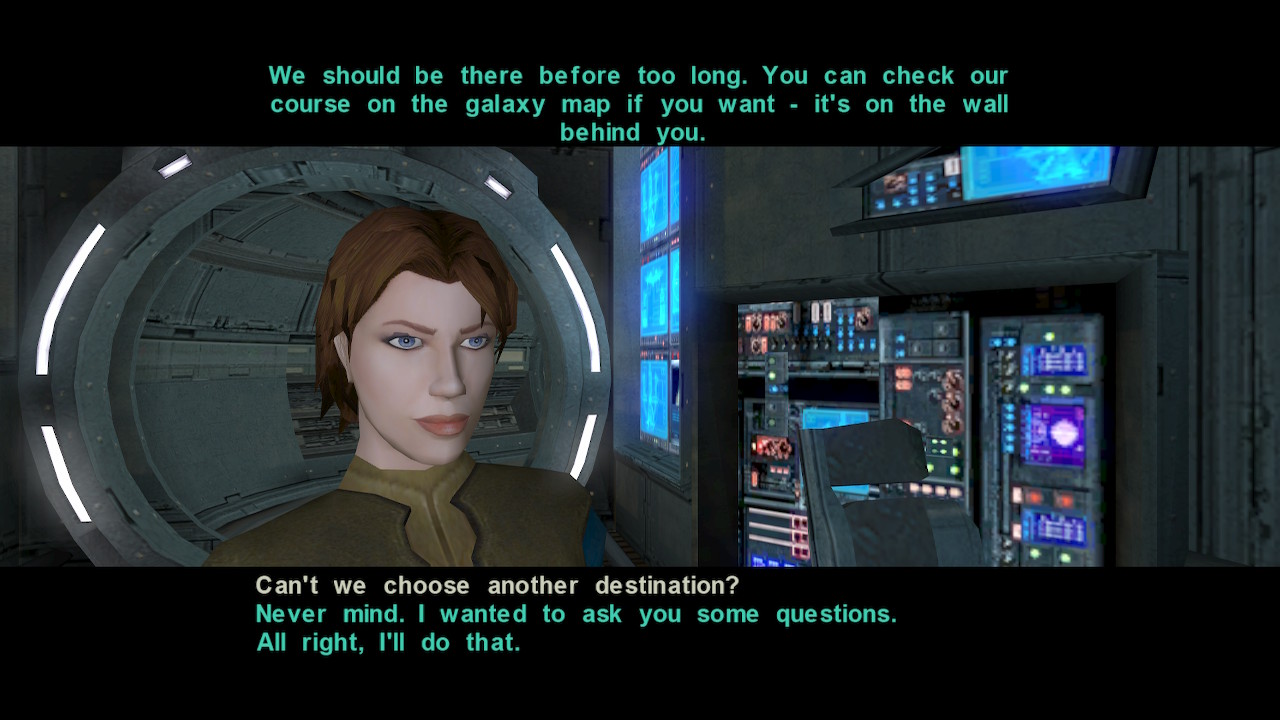 We should be there before too long. You can check our
course on the galaxy map if you want - it's on the wall
behind you.
Can't we choose another destination?
Never mind. I wanted to ask you some questions.
All right, I'll do that.